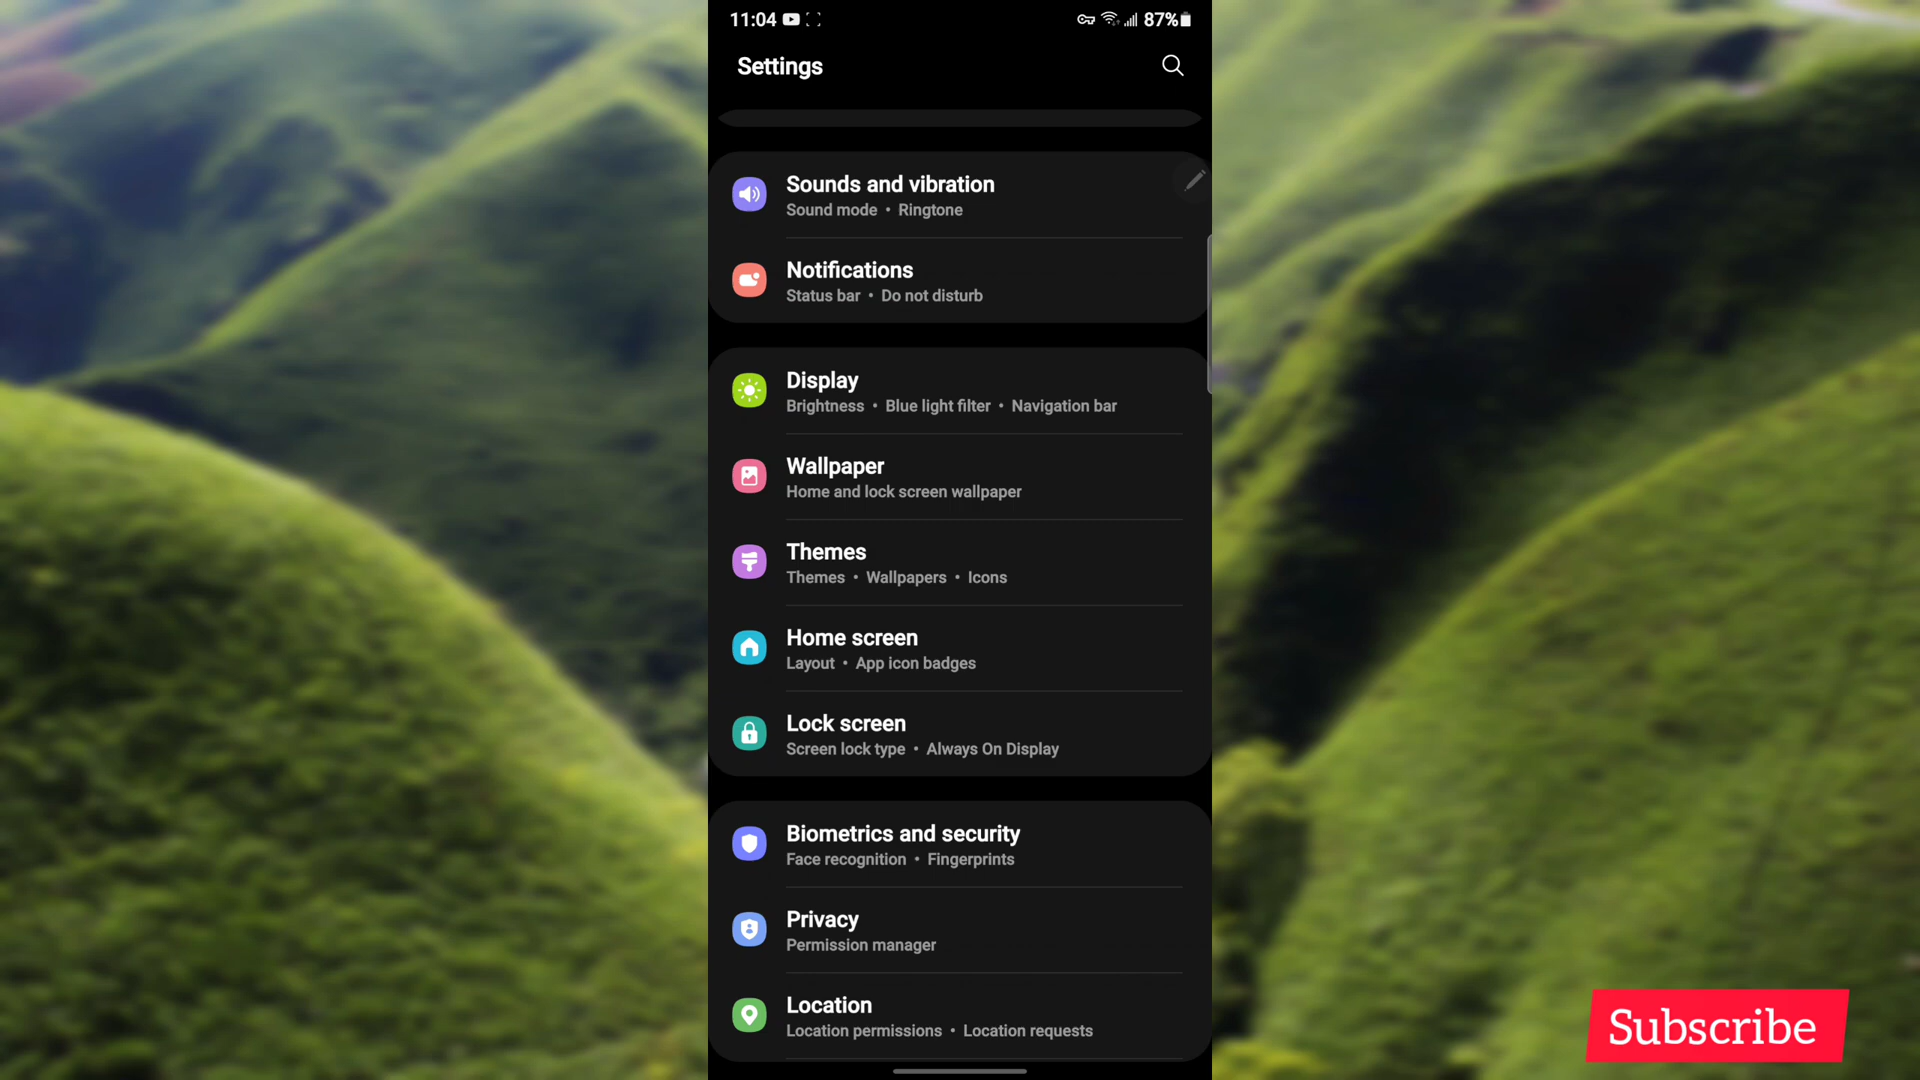 11:04 87%
Settings
Sounds and vibration
Sound mode • Ringtone
Notifications
Status bar • Do not disturb
Display
Brightness • Blue light filter • Navigation bar
Wallpaper
Home and lock screen wallpaper
Themes
Themes • Wallpapers • Icons
Home screen
Layout • App icon badges
Lock screen
Screen lock type • Always On Display
Biometrics and security
Face recognition • Fingerprints
Privacy
Permission manager
Location
Location permissions • Location requests
Subscribe